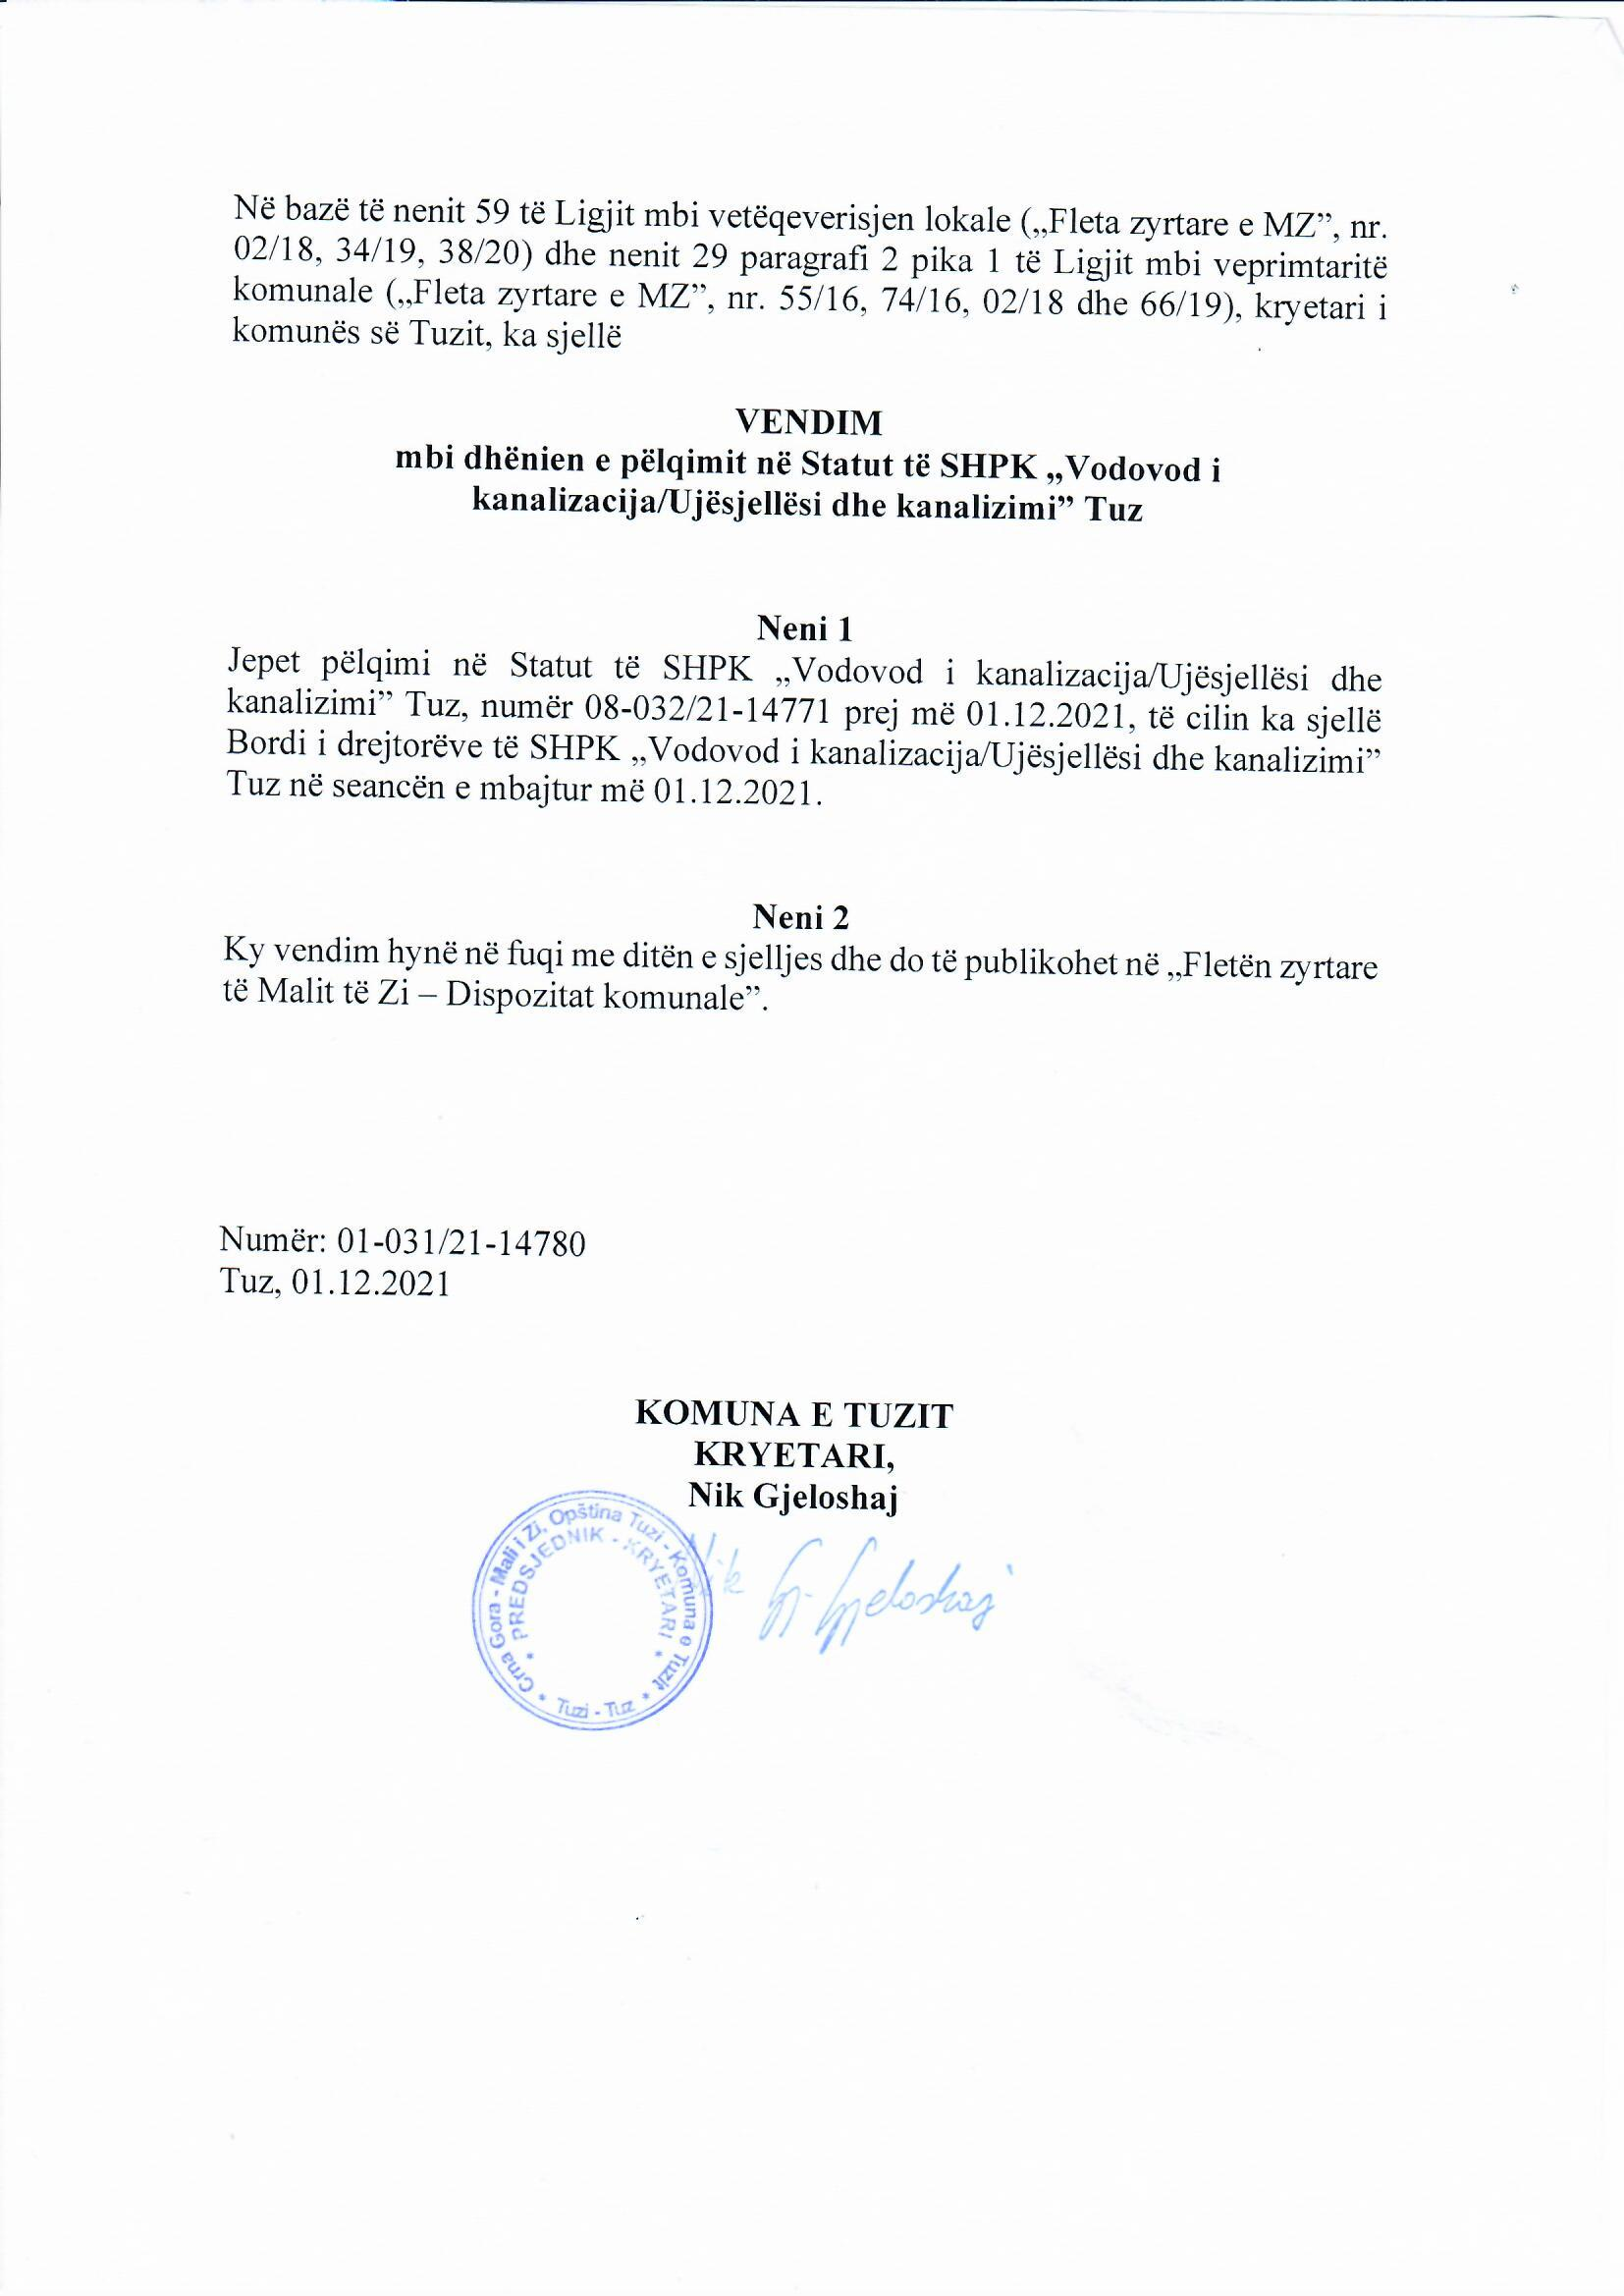 Në bazë të nenit 59 të Ligjit mbi vetëqeverisjen lokale („Fleta zyrtare e MZ”, nr.
02/18, 34/19, 38/20) dhe nenit 29 paragrafi 2 pika 1 të Ligjit mbi veprimtaritë
komunale („Fleta zyrtare e MZ”, nr. 55/16, 74/16, 02/18 dhe 66/19), kryetari i
komunës së Tuzit, ka sjellë
VENDIM
mbi dhënien e pëlqimit në Statut të SHPK „Vodovod i
kanalizacija/Ujësjellësi dhe kanalizimi” Tuz
Neni 1
Jepet pëlqimi në Statut të SHPK „Vodovod i kanalizacija/Ujësjellësi dhe
kanalizimi” Tuz, numër 08-032/21-14771 prej më 01.12.2021, të cilin ka sjellë
Bordi i drejtorëve të SHPK „Vodovod i kanalizacija/Ujësjellësi dhe kanalizimi”
Tuz në seancën e mbajtur më 01.12.2021.
Neni 2
Ky vendim hynë në fuqi me ditën e sjelljes dhe do të publikohet në „Fletën zyrtare
të Malit të Zi – Dispozitat komunale”.
Numër: 01-031/21-14780
Tuz, 01.12.2021
KOMUNA E TUZIT
KRYETARI,
Nik Gjeloshaj
Crna Gora - Mali i Zi, Opština Tuzi - Komuna e Tuzit
* PREDSJEDNIK - KRYETARI *
* Tuzi - Tuz *
Nik Gj. Gjeloshaj